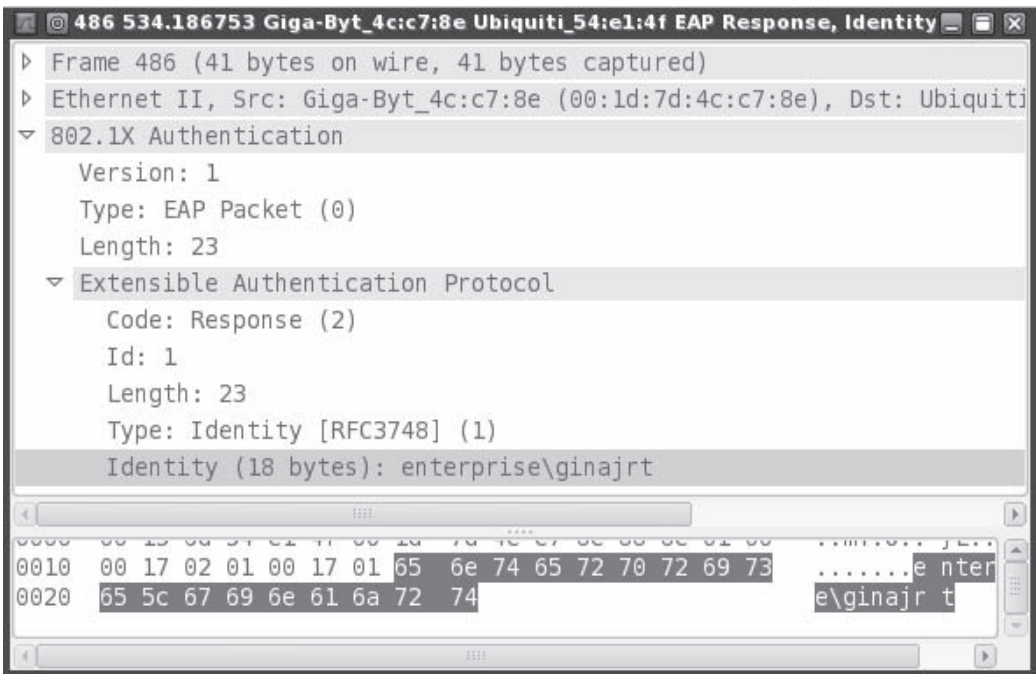 486 534.186753 Giga-Byt_4c:c7:8e Ubiquiti_54:e1:4f EAP Response, Identity
Frame 486 (41 bytes on wire, 41 bytes captured)
Ethernet II, Src: Giga-Byt_4c:c7:8e (00:1d:7d:4c:c7:8e), Dst: Ubiquiti
802.1X Authentication
Version: 1
Type: EAP Packet (0)
Length: 23
Extensible Authentication Protocol
Code: Response (2)
Id: 1
Length: 23
Type: Identity [RFC3748] (1)
Identity (18 bytes): enterprise\ginajrt
0010 00 17 02 01 00 17 01 65 6e 74 65 72 70 72 69 73 .......e nter
0020 65 5c 67 69 6e 61 6a 72 74 e\ginajr t